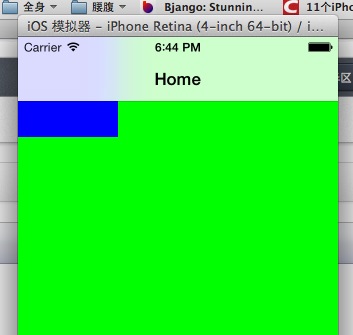 全身 腰腹 Bjango: Stunnin... 11个iPho
iOS 模拟器 – iPhone Retina (4-inch 64-bit) / i...
Carrier 6:44 PM
Home
区